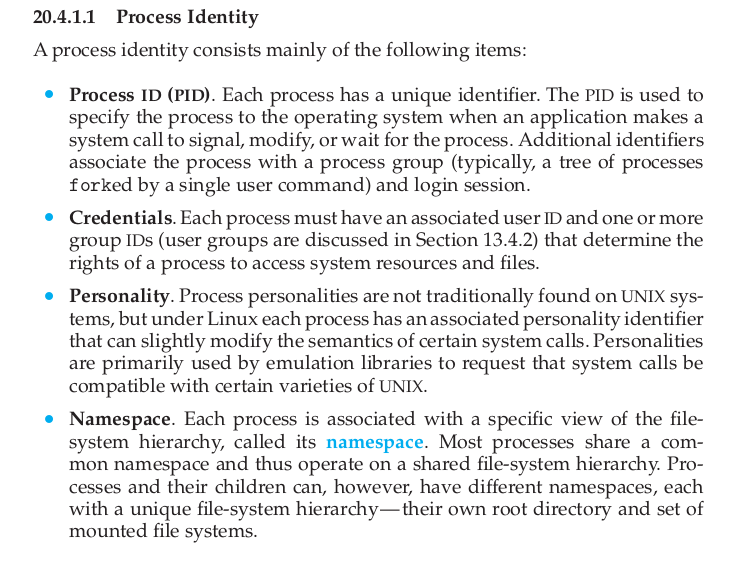 20.4.1.1 Process Identity
A process identity consists mainly of the following items:
• Process ID (PID). Each process has a unique identifier. The PID is used to
specify the process to the operating system when an application makes a
system call to signal, modify, or wait for the process. Additional identifiers
associate the process with a process group (typically, a tree of processes
forked by a single user command) and login session.
• Credentials. Each process must have an associated user ID and one or more
group IDs (user groups are discussed in Section 13.4.2) that determine the
rights of a process to access system resources and files.
• Personality. Process personalities are not traditionally found on UNIX sys-
tems, but under Linux each process has an associated personality identifier
that can slightly modify the semantics of certain system calls. Personalities
are primarily used by emulation libraries to request that system calls be
compatible with certain varieties of UNIX.
• Namespace. Each process is associated with a specific view of the file-
system hierarchy, called its namespace. Most processes share a com-
mon namespace and thus operate on a shared file-system hierarchy. Pro-
cesses and their children can, however, have different namespaces, each
with a unique file-system hierarchy—their own root directory and set of
mounted file systems.